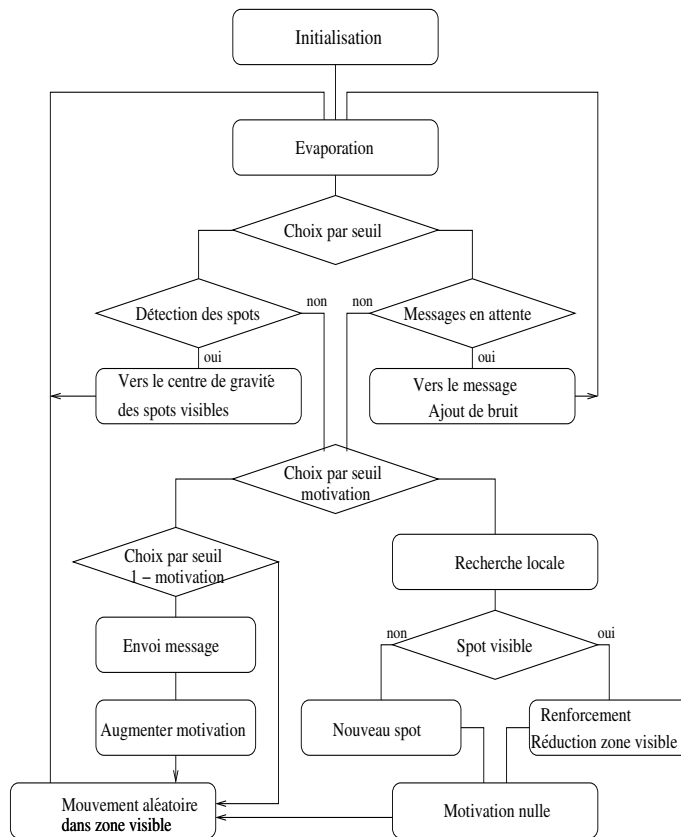 Initialisation
Evaporation
Choix par seuil
Détection des spots
non
non
Messages en attente
oui
oui
Vers le centre de gravité
des spots visibles
Vers le message
Ajout de bruit
Choix par seuil
motivation
Choix par seuil
1 – motivation
Recherche locale
Envoi message
non
Spot visible
oui
Augmenter motivation
Nouveau spot
Renforcement
Réduction zone visible
Mouvement aléatoire
dans zone visible
Motivation nulle